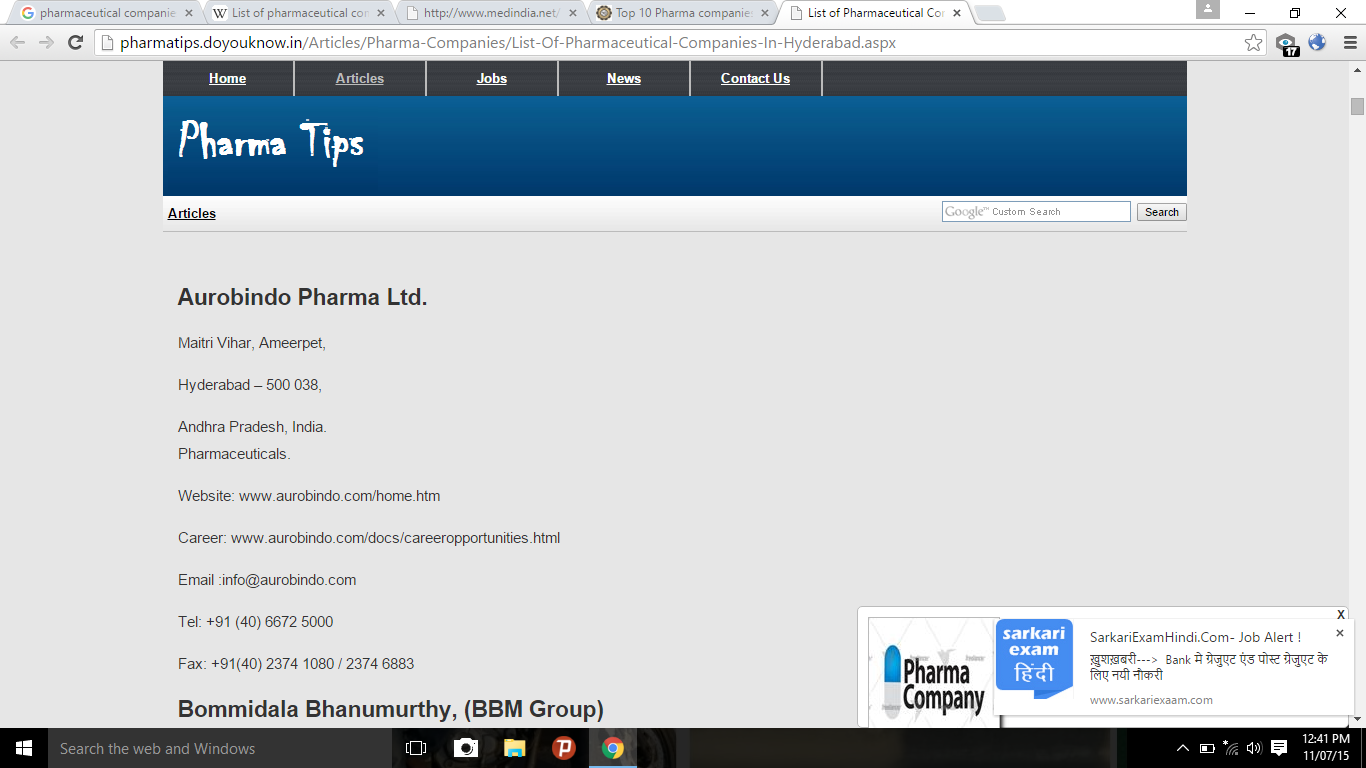 pharmaceutical companie
List of pharmaceutical con
http://www.medindia.net/
Top 10 Pharma companies
List of Pharmaceutical Cor
pharmatips.doyouknow.in/Articles/Pharma-Companies/List-Of-Pharmaceutical-Companies-In-Hyderabad.aspx
17
Home Articles Jobs News Contact Us
Pharma Tips
Articles
Google™ Custom Search Search
Aurobindo Pharma Ltd.
Maitri Vihar, Ameerpet,
Hyderabad – 500 038,
Andhra Pradesh, India.
Pharmaceuticals.
Website: www.aurobindo.com/home.htm
Career: www.aurobindo.com/docs/careeropportunities.html
Email :info@aurobindo.com
Tel: +91 (40) 6672 5000
Fax: +91(40) 2374 1080 / 2374 6883
Bommidala Bhanumurthy, (BBM Group)
X
Pharma
Company
sarkari
exam
हिंदी
SarkariExamHindi.Com- Job Alert !
ख़ुशख़बरी---> Bank मे ग्रेजुएट एंड पोस्ट ग्रेजुएट के
लिए नयी नौकरी
www.sarkariexaam.com
Search the web and Windows
12:41 PM
11/07/15